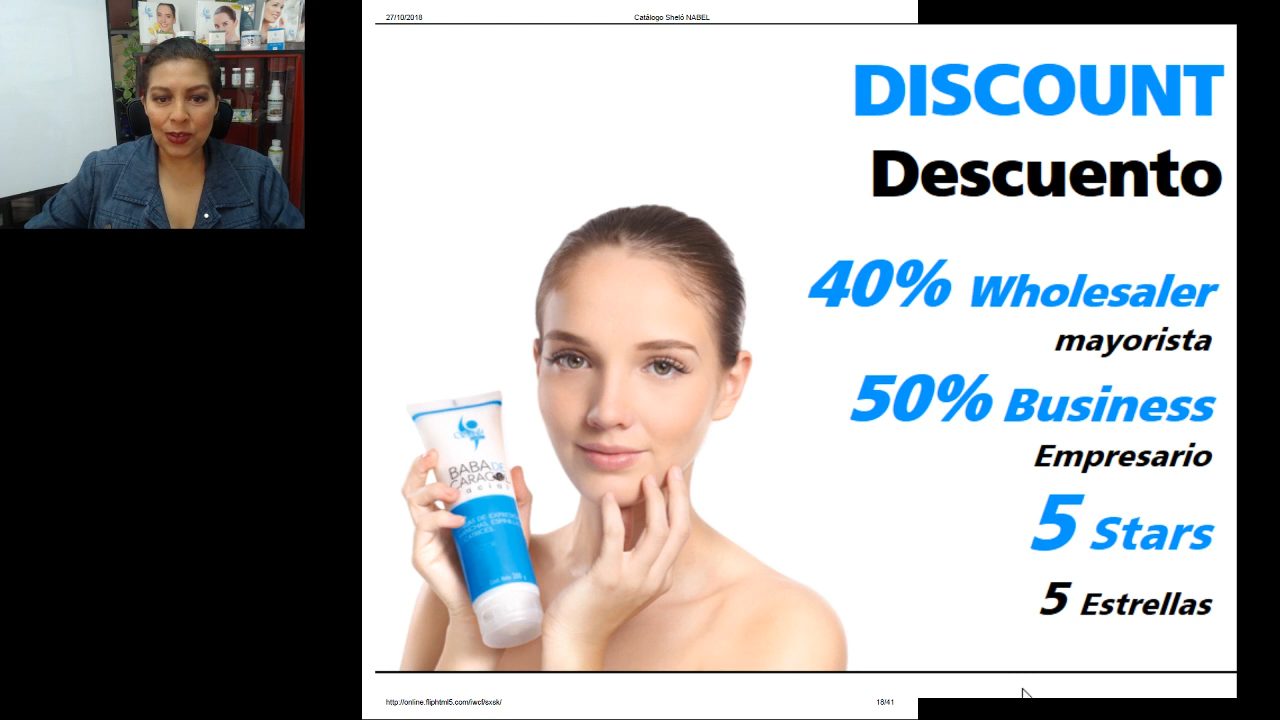 27/10/2018
Catálogo Sheló NABEL
DISCOUNT
Descuento
40% Wholesaler
mayorista
50% Business
Empresario
5 Stars
5 Estrellas
BABA DE
CARACOL
facial
http://online.fliphtml5.com/iwcf/sxsk/
18/41